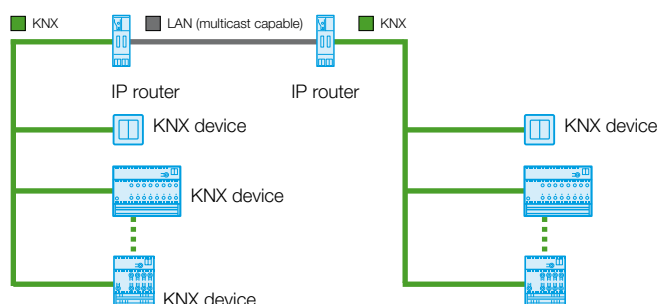 KNX
LAN (multicast capable)
KNX
IP router
IP router
KNX device
KNX device
KNX device
KNX device